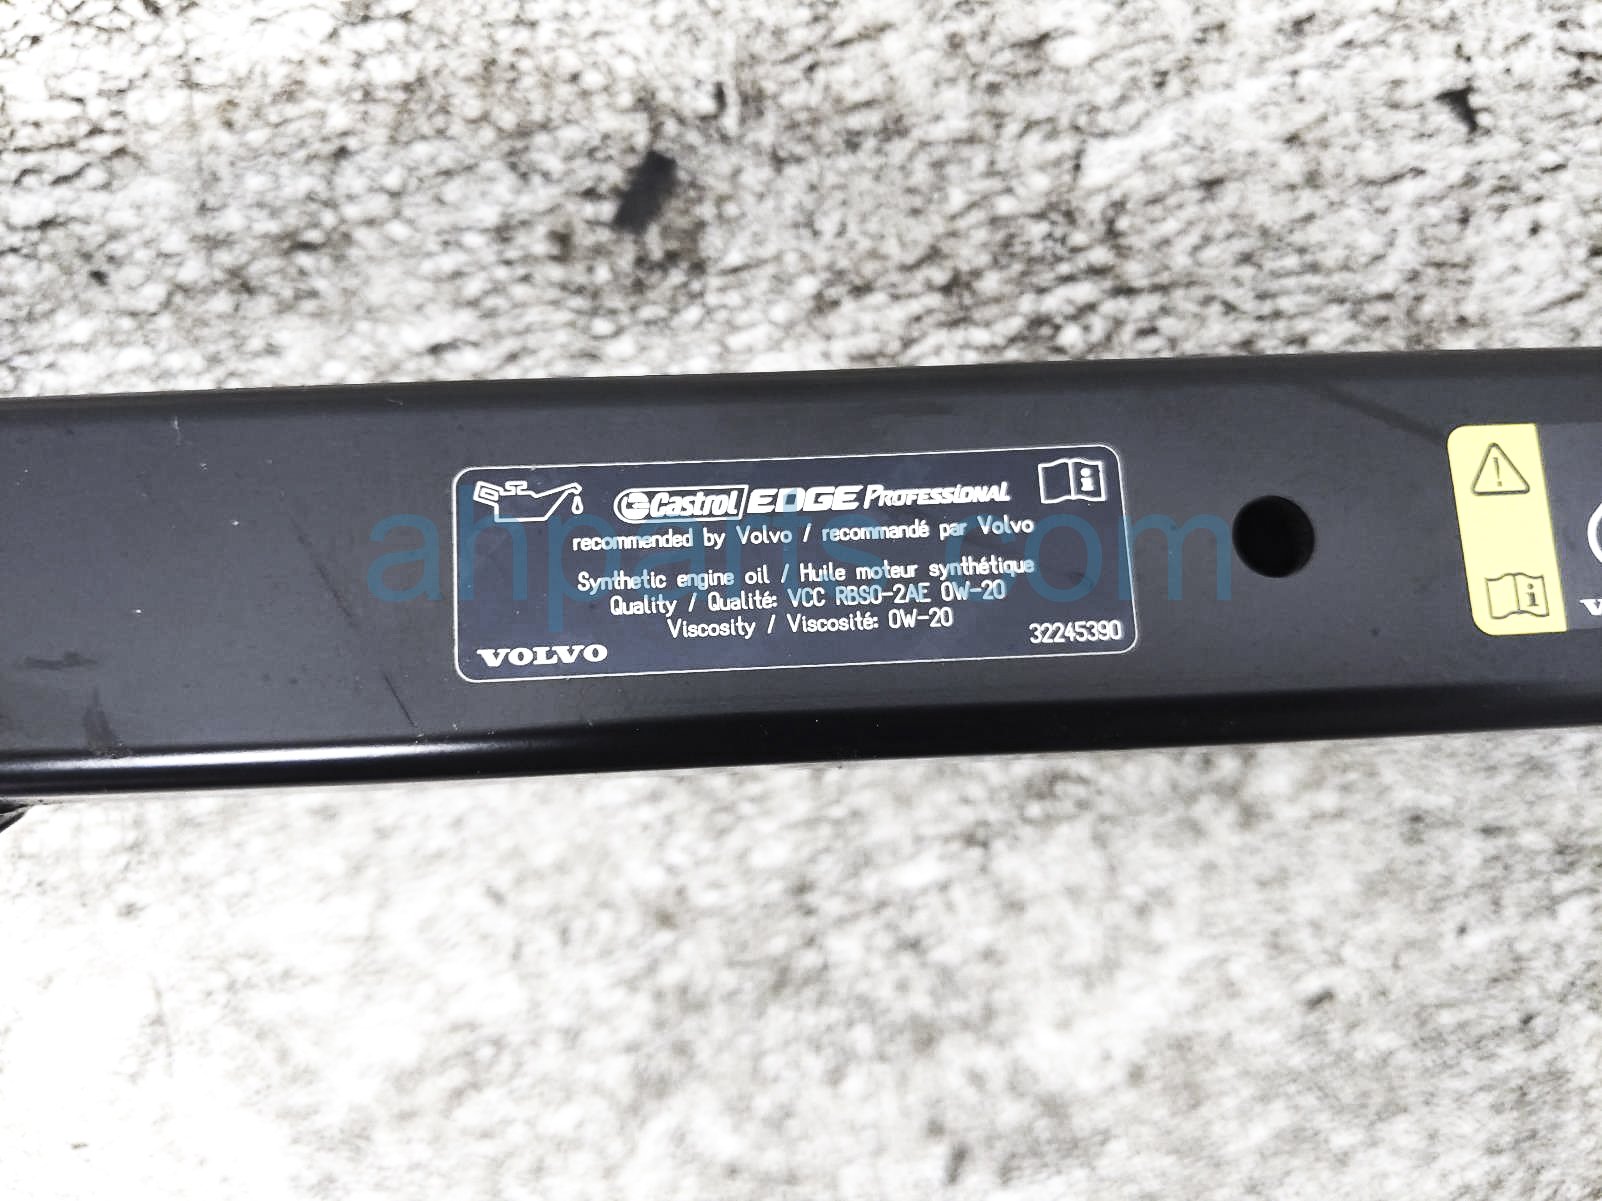 Castrol EDGE PROFESSIONAL
recommended by Volvo / recommandé par Volvo
Synthetic engine oil / Huile moteur synthétique
Quality / Qualité: VCC RBS0-2AE 0W-20
Viscosity / Viscosité: 0W-20
32245390
VOLVO
ahparts.com